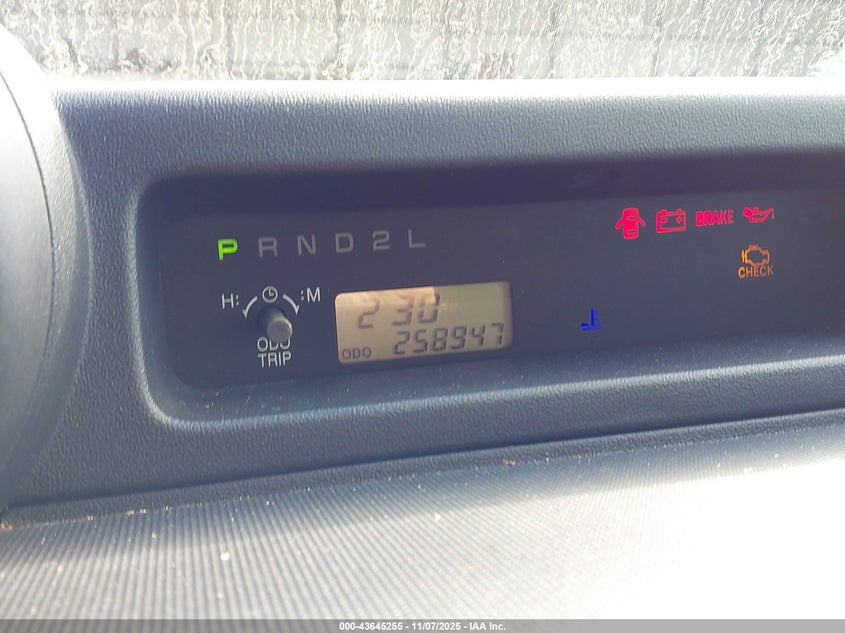 P R N D 2 L
BRAKE
CHECK
H: :M
ODO
TRIP
2 30
ODO 258947
000-43645255 - 11/07/2025 - IAA Inc.